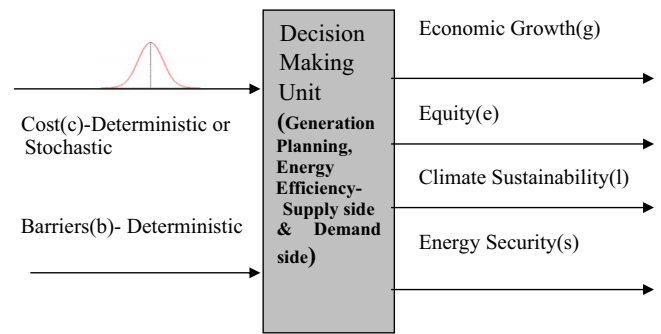 Cost(c)-Deterministic or
Stochastic
Barriers(b)- Deterministic
Decision
Making
Unit
(Generation
Planning,
Energy
Efficiency-
Supply side
& Demand
side)
Economic Growth(g)
Equity(e)
Climate Sustainability(l)
Energy Security(s)